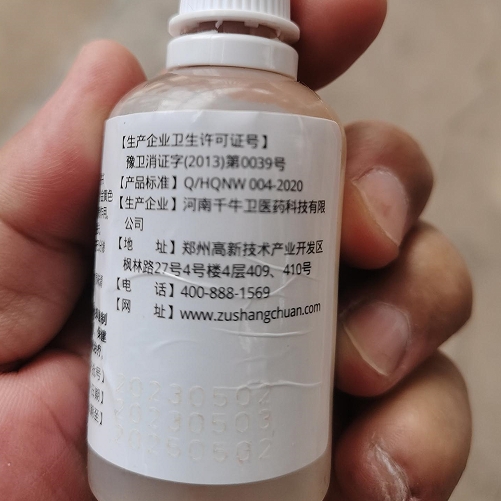 【生产企业卫生许可证号】
豫卫消证字(2013)第0039号
【产品标准】Q/HQNW 004-2020
【生产企业】河南千牛卫医药科技有限
公司
【地 址】郑州高新技术产业开发区
枫林路27号4号楼4层409、410号
【电 话】400-888-1569
【网 址】www.zushangchuan.com
20230502
20230503
20250502